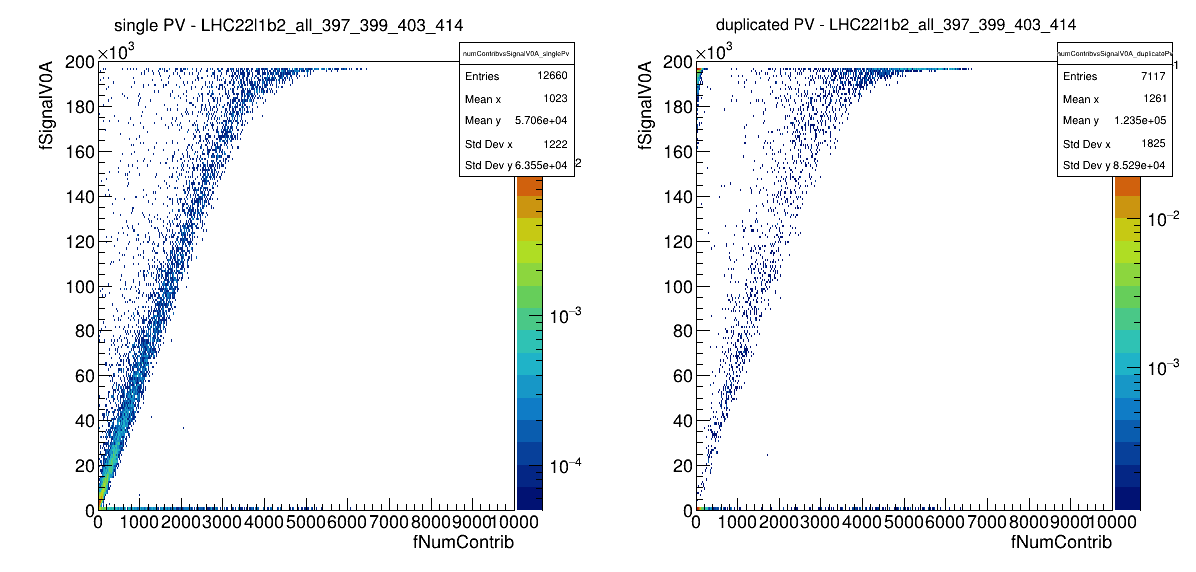 single PV - LHC22l1b2_all_397_399_403_414
×10³
fSignalV0A
200
180
160
140
120
100
80
60
40
20
0
0 1000 2000 3000 4000 5000 6000 7000 8000 9000 10000
fNumContrib
numContribvsSignalV0A_singlePv
Entries 12660
Mean x 1023
Mean y 5.706e+04
Std Dev x 1222
Std Dev y 6.355e+04
2
10⁻³
10⁻⁴
duplicated PV - LHC22l1b2_all_397_399_403_414
×10³
fSignalV0A
200
180
160
140
120
100
80
60
40
20
0
0 1000 2000 3000 4000 5000 6000 7000 8000 9000 10000
fNumContrib
numContribvsSignalV0A_duplicatePv
Entries 7117
Mean x 1261
Mean y 1.235e+05
Std Dev x 1825
Std Dev y 8.529e+04
1
10⁻²
10⁻³